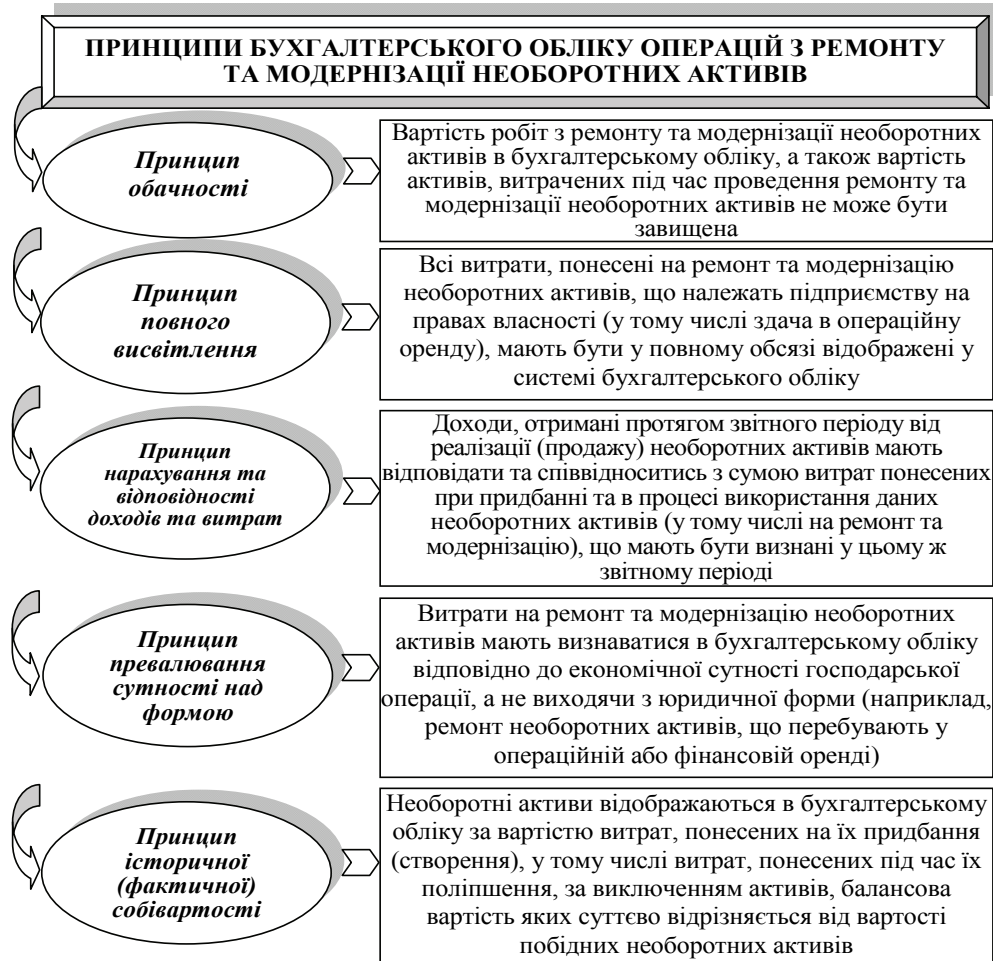 ПРИНЦИПИ БУХГАЛТЕРСЬКОГО ОБЛІКУ ОПЕРАЦІЙ З РЕМОНТУ
ТА МОДЕРНІЗАЦІЇ НЕОБОРОТНИХ АКТИВІВ
Принцип
обачності
Вартість робіт з ремонту та модернізації необоротних
активів в бухгалтерському обліку, а також вартість
активів, витрачених під час проведення ремонту та
модернізації необоротних активів не може бути
завищена
Принцип
повного
висвітлення
Всі витрати, понесені на ремонт та модернізацію
необоротних активів, що належать підприємству на
правах власності (у тому числі здача в операційну
оренду), мають бути у повному обсязі відображені у
системі бухгалтерського обліку
Принцип
нарахування та
відповідності
доходів та витрат
Доходи, отримані протягом звітного періоду від
реалізації (продажу) необоротних активів мають
відповідати та співвідноситись з сумою витрат понесених
при придбанні та в процесі використання даних
необоротних активів (у тому числі на ремонт та
модернізацію), що мають бути визнані у цьому ж
звітному періоді
Принцип
превалювання
сутності над
формою
Витрати на ремонт та модернізацію необоротних
активів мають визнаватися в бухгалтерському обліку
відповідно до економічної сутності господарської
операції, а не виходячи з юридичної форми (наприклад,
ремонт необоротних активів, що перебувають у
операційній або фінансовій оренді)
Принцип
історичної
(фактичної)
собівартості
Необоротні активи відображаються в бухгалтерському
обліку за вартістю витрат, понесених на їх придбання
(створення), у тому числі витрат, понесених під час їх
поліпшення, за виключенням активів, балансова
вартість яких суттєво відрізняється від вартості
побідних необоротних активів